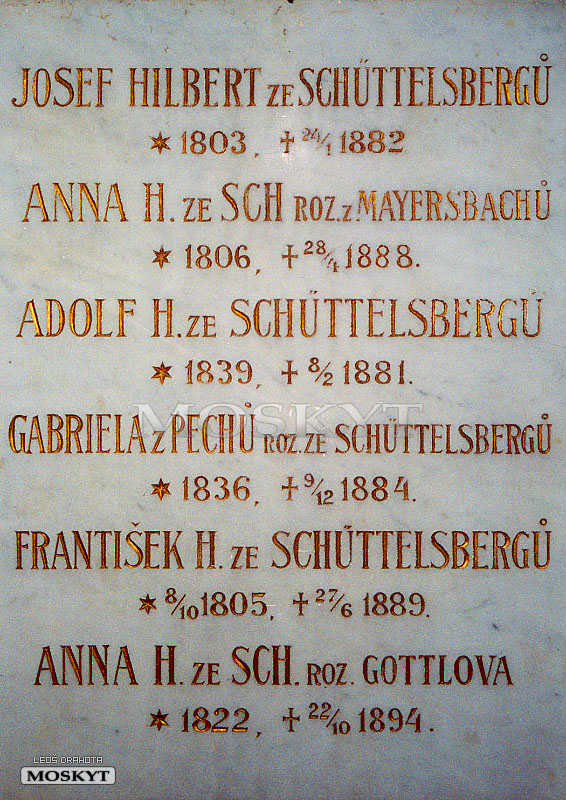 JOSEF HILBERT ZE SCHŰTTELSBERGŮ
✶ 1803, † 24/1 1882
ANNA H. ZE SCH ROZ. Z MAYERSBACHŮ
✶ 1806, † 28/4 1888.
ADOLF H. ZE SCHŰTTELSBERGŮ
✶ 1839, † 8/2 1881.
MOSKYT
GABRIELA Z PECHŮ ROZ. ZE SCHŰTTELSBERGŮ
✶ 1836, † 9/12 1884.
FRANTIŠEK H. ZE SCHŰTTELSBERGŮ
✶ 8/10 1805, † 27/6 1889.
ANNA H. ZE SCH. ROZ. GOTTLOVA
✶ 1822, † 22/10 1894.
LEOS DRAHOTA
MOSKYT